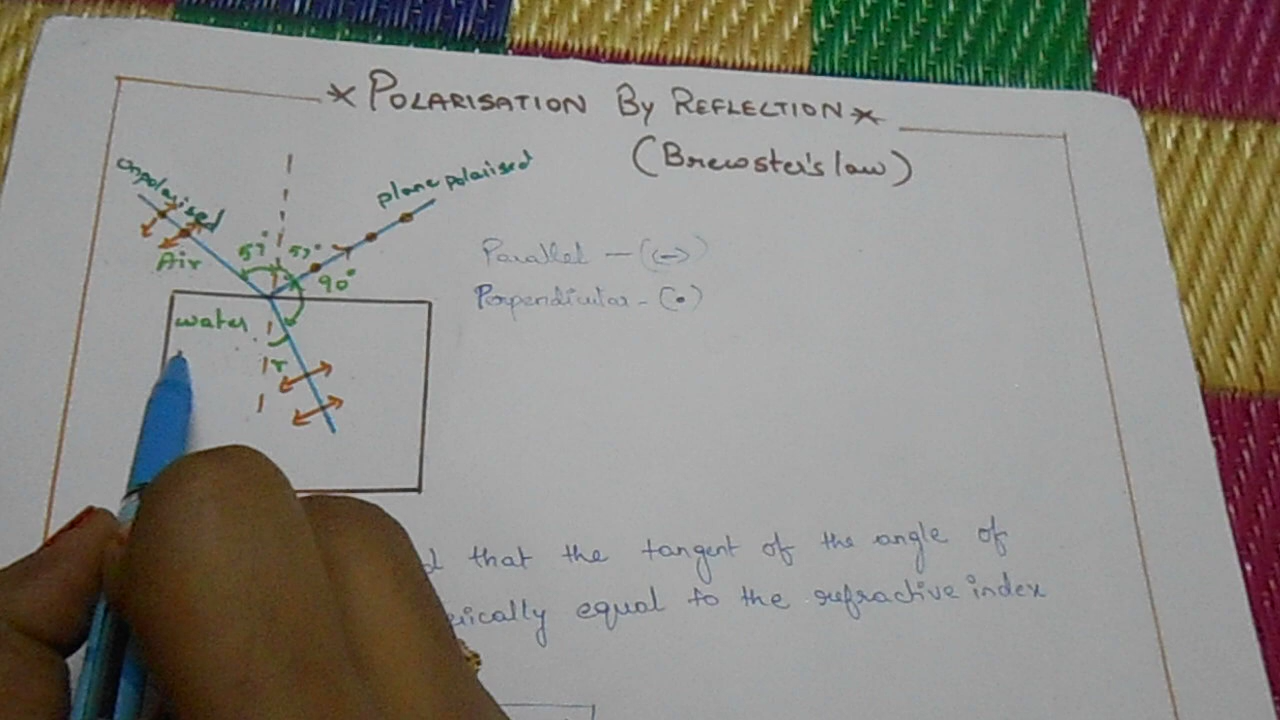 * POLARISATION By REFLECTION *
(Brewster's law)
unpolarised
plane polarised
57° 57°
Air
90°
water
r
Parallel - (↔)
Perpendicular - (•)
that the tangent of the angle of
equal to the refractive index